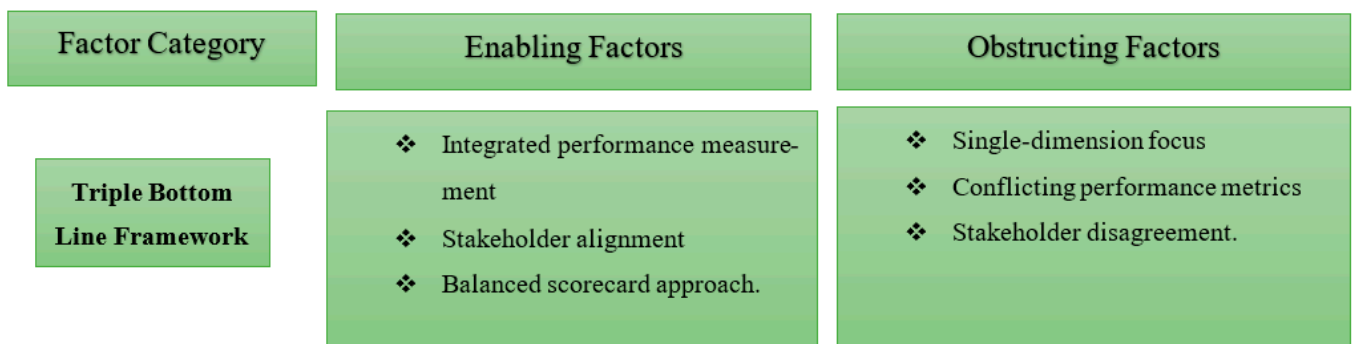 Factor Category
Enabling Factors
Obstructing Factors
Triple Bottom
Line Framework
❖ Integrated performance measure-
ment
❖ Stakeholder alignment
❖ Balanced scorecard approach.
❖ Single-dimension focus
❖ Conflicting performance metrics
❖ Stakeholder disagreement.